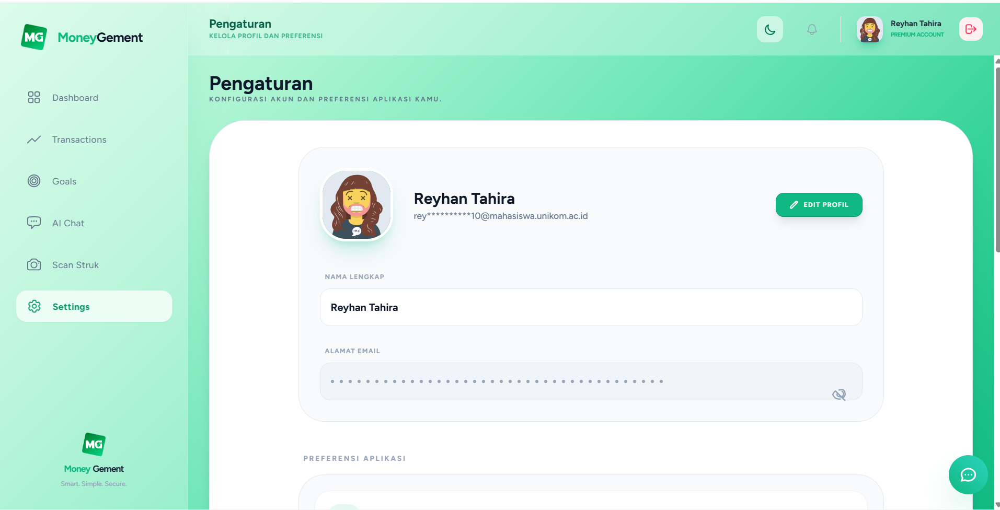 MG MoneyGement
Dashboard
Transactions
Goals
AI Chat
Scan Struk
Settings
MG
Money Gement
Smart. Simple. Secure.
Pengaturan
KELOLA PROFIL DAN PREFERENSI
Reyhan Tahira
PREMIUM ACCOUNT
Pengaturan
KONFIGURASI AKUN DAN PREFERENSI APLIKASI KAMU.
Reyhan Tahira
rey**********10@mahasiswa.unikom.ac.id
EDIT PROFIL
NAMA LENGKAP
Reyhan Tahira
ALAMAT EMAIL
PREFERENSI APLIKASI